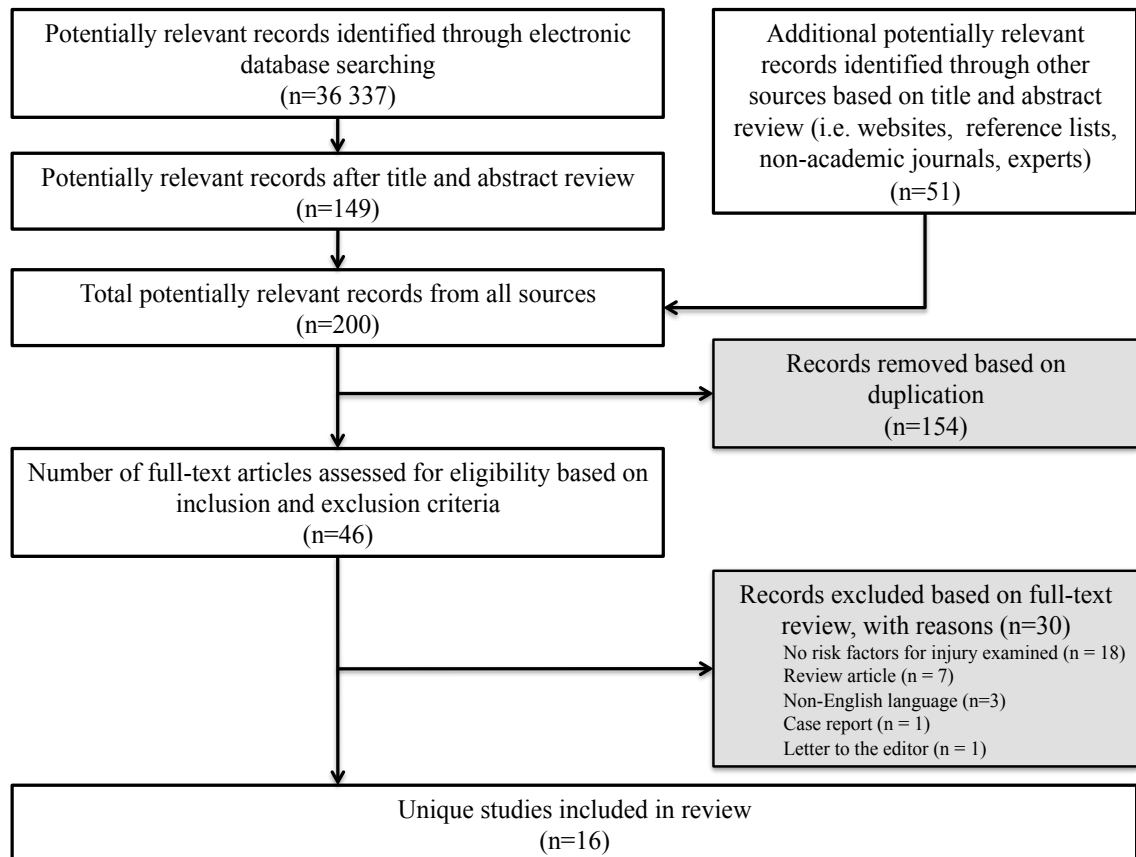 Potentially relevant records identified through electronic
database searching
(n=36 337)
Additional potentially relevant
records identified through other
sources based on title and abstract
review (i.e. websites, reference lists,
non-academic journals, experts)
(n=51)
Potentially relevant records after title and abstract review
(n=149)
Total potentially relevant records from all sources
(n=200)
Records removed based on
duplication
(n=154)
Number of full-text articles assessed for eligibility based on
inclusion and exclusion criteria
(n=46)
Records excluded based on full-text
review, with reasons (n=30)
No risk factors for injury examined (n = 18)
Review article (n = 7)
Non-English language (n=3)
Case report (n = 1)
Letter to the editor (n = 1)
Unique studies included in review
(n=16)